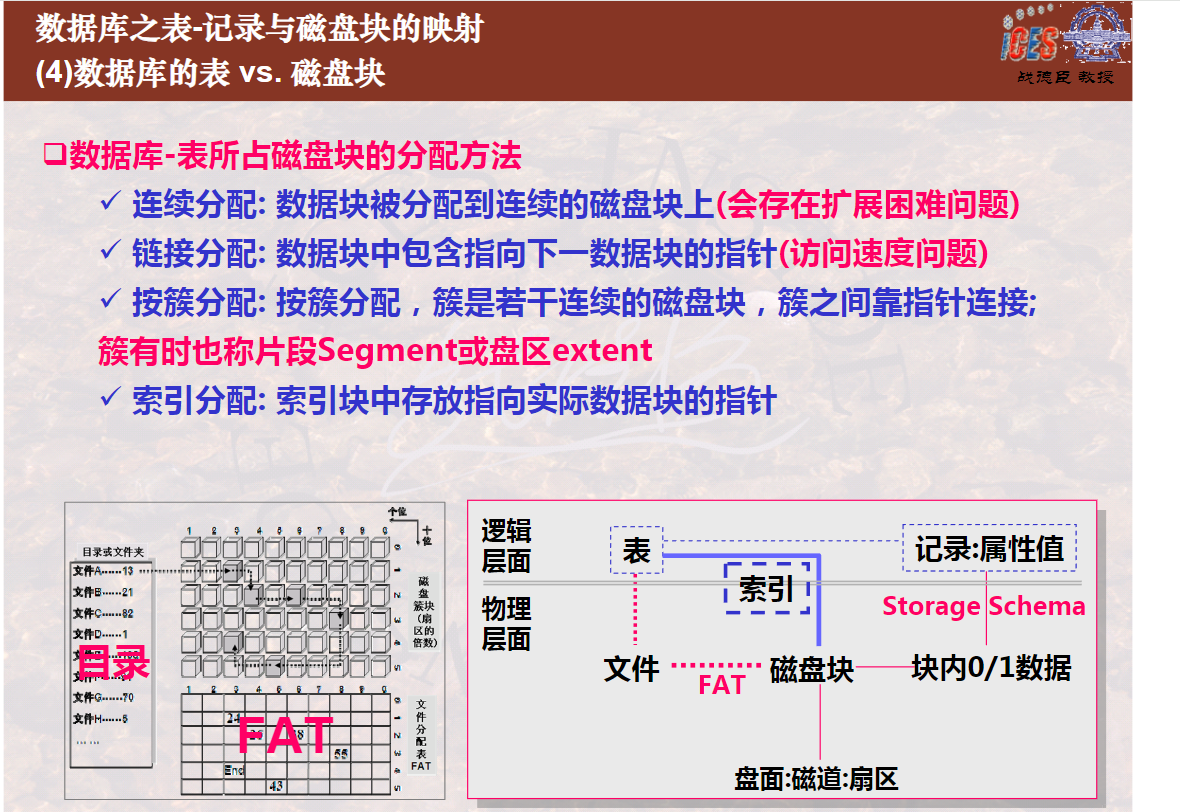 数据库之表-记录与磁盘块的映射
(4)数据库的表 vs. 磁盘块
iCES
战德臣 教授
❑数据库-表所占磁盘块的分配方法
✓ 连续分配: 数据块被分配到连续的磁盘块上(会存在扩展困难问题)
✓ 链接分配: 数据块中包含指向下一数据块的指针(访问速度问题)
✓ 按簇分配: 按簇分配，簇是若干连续的磁盘块，簇之间靠指针连接;
簇有时也称片段Segment或盘区extent
✓ 索引分配: 索引块中存放指向实际数据块的指针
个位
十位
1 2 3 4 5 6 7 8 9 0
0
1
2
3
4
5
目录或文件夹
文件A……13
文件B……21
文件C……82
文件D……1
目录
文件G……70
文件H……6
……
磁盘簇块(扇区的倍数)
1 2 3 4 5 6 7 8 9 0
0
1
2
3
4
5
24
55
End
43
FAT
文件分配表FAT
逻辑层面
表
记录:属性值
索引
物理层面
Storage Schema
文件
FAT
磁盘块
块内0/1数据
盘面:磁道:扇区